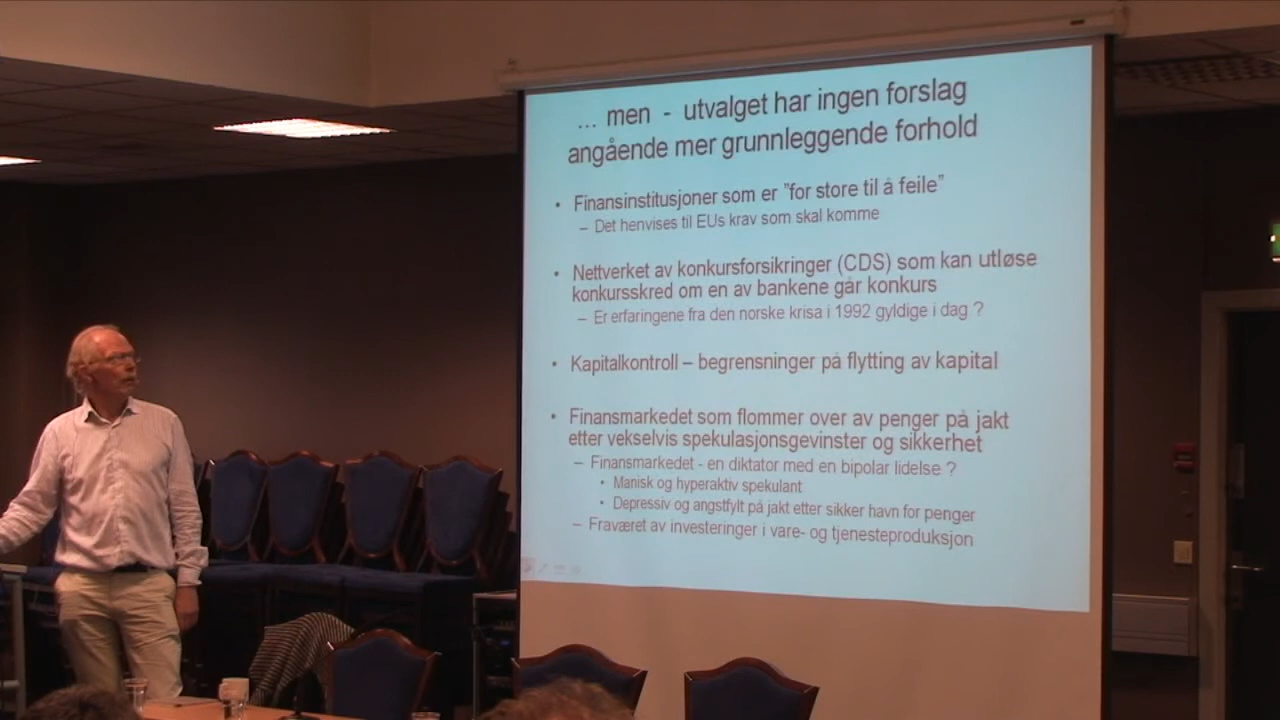 ... men - utvalget har ingen forslag
angående mer grunnleggende forhold
• Finansinstitusjoner som er "for store til å feile"
– Det henvises til EUs krav som skal komme
• Nettverket av konkursforsikringer (CDS) som kan utløse
konkursskred om en av bankene går konkurs
– Er erfaringene fra den norske krisa i 1992 gyldige i dag ?
• Kapitalkontroll – begrensninger på flytting av kapital
• Finansmarkedet som flommer over av penger på jakt
etter vekselvis spekulasjonsgevinster og sikkerhet
– Finansmarkedet - en diktator med en bipolar lidelse ?
• Manisk og hyperaktiv spekulant
• Depressiv og angstfylt på jakt etter sikker havn for penger
– Fraværet av investeringer i vare- og tjenesteproduksjon